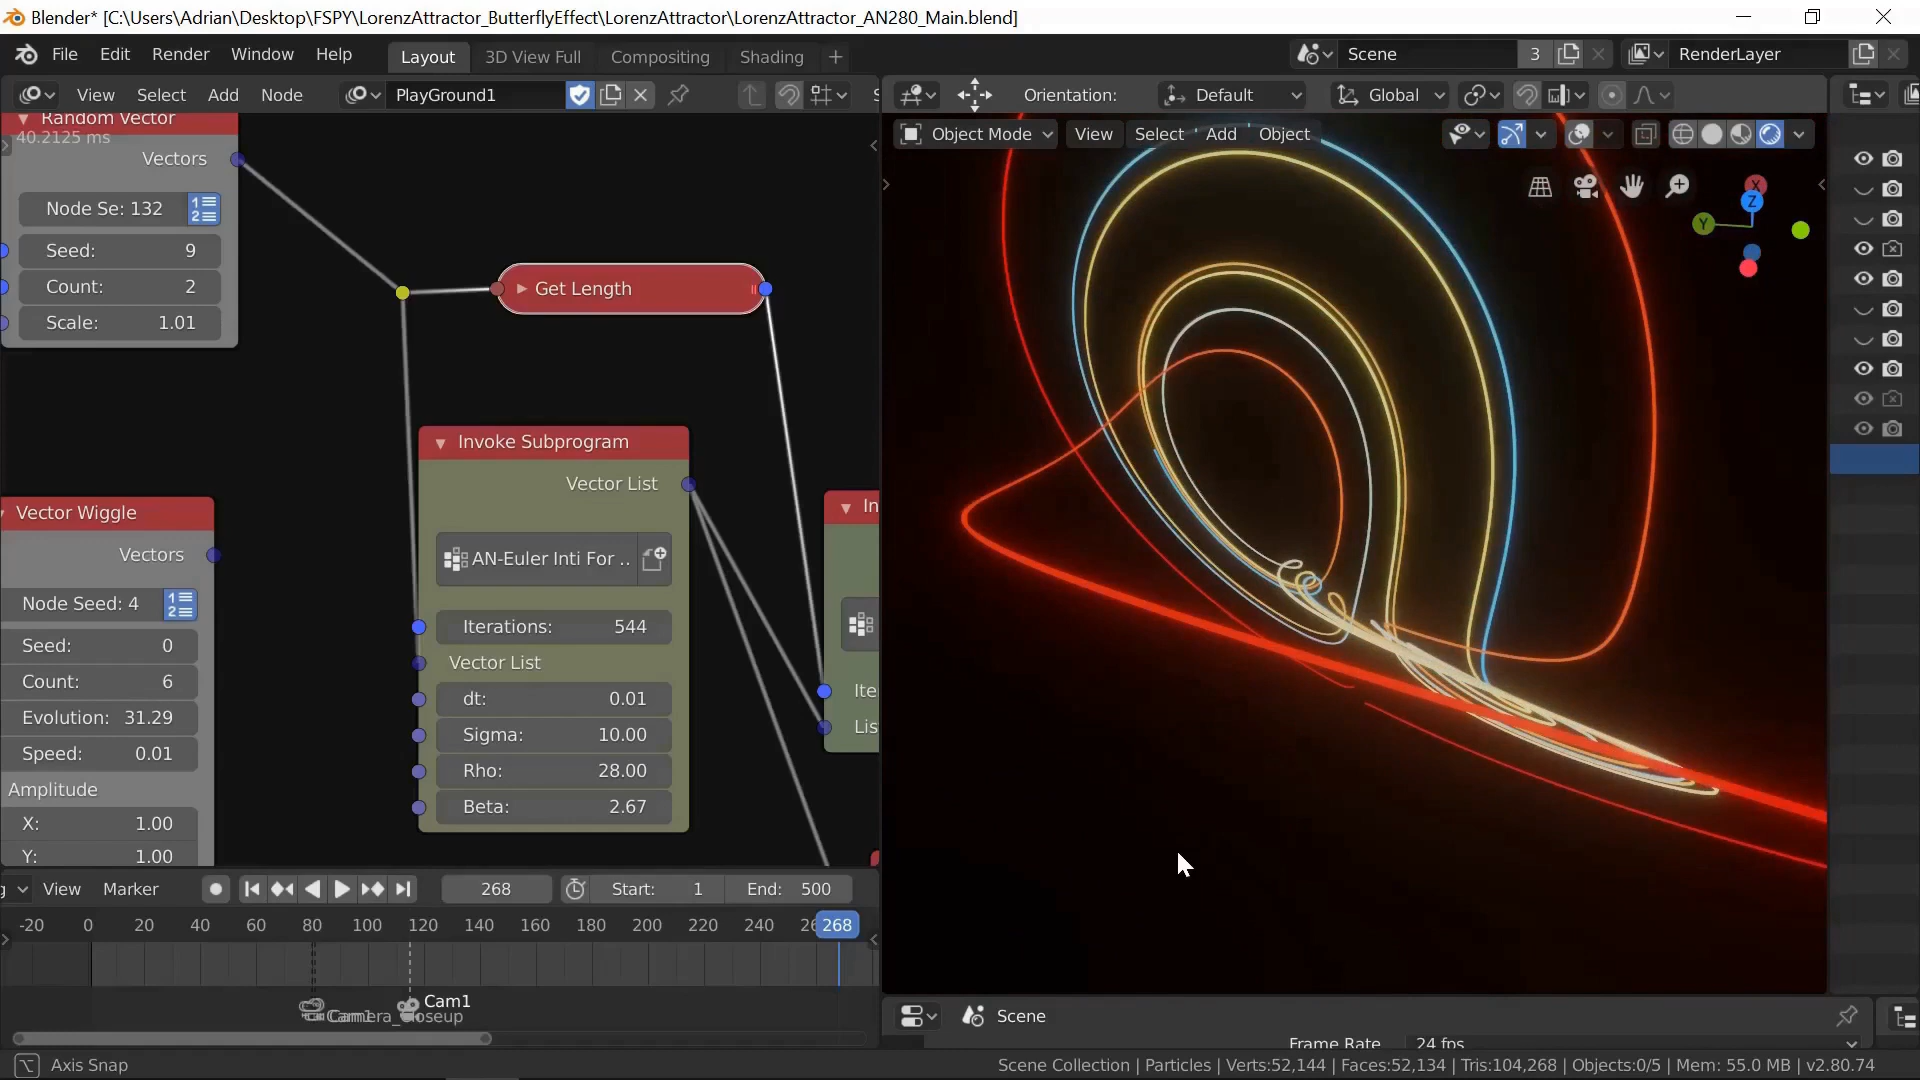 Blender* [C:\Users\Adrian\Desktop\FSPY\LorenzAttractor_ButterflyEffect\LorenzAttractor\LorenzAttractor_AN280_Main.blend]
File Edit Render Window Help Layout 3D View Full Compositing Shading + Scene 3 RenderLayer
View Select Add Node PlayGround1 Orientation: Default Global
Object Mode View Select Add Object
Random Vector
40.2125 ms
Vectors
Node Se: 132
Seed: 9
Count: 2
Scale: 1.01
Get Length
X
Z
Y
Invoke Subprogram
Vector List
AN-Euler Inti For ..
Iterations: 544
Vector List
dt: 0.01
Sigma: 10.00
Rho: 28.00
Beta: 2.67
Vector Wiggle
Vectors
Node Seed: 4
Seed: 0
Count: 6
Evolution: 31.29
Speed: 0.01
Amplitude
X: 1.00
Y: 1.00
In
Ite
Lis
View Marker 268 Start: 1 End: 500
-20 0 20 40 60 80 100 120 140 160 180 200 220 240 268
Cam1
Scene
Frame Rate 24 fps
Axis Snap
Scene Collection | Particles | Verts:52,144 | Faces:52,134 | Tris:104,268 | Objects:0/5 | Mem: 55.0 MB | v2.80.74